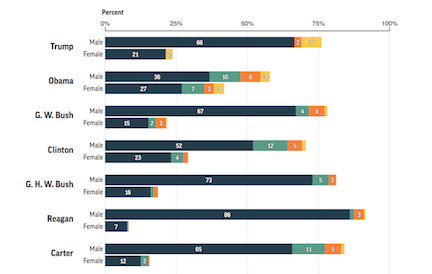 Percent
0% 25% 50% 75% 100%
Trump Male 66 2
Female 21
Obama Male 36 10 6
Female 27 7 3
G. W. Bush Male 67 4 5
Female 15 2 3
Clinton Male 52 12 5
Female 23 4
G. H. W. Bush Male 73 5 2
Female 16
Reagan Male 86 3
Female 7
Carter Male 65 11 5
Female 12 2